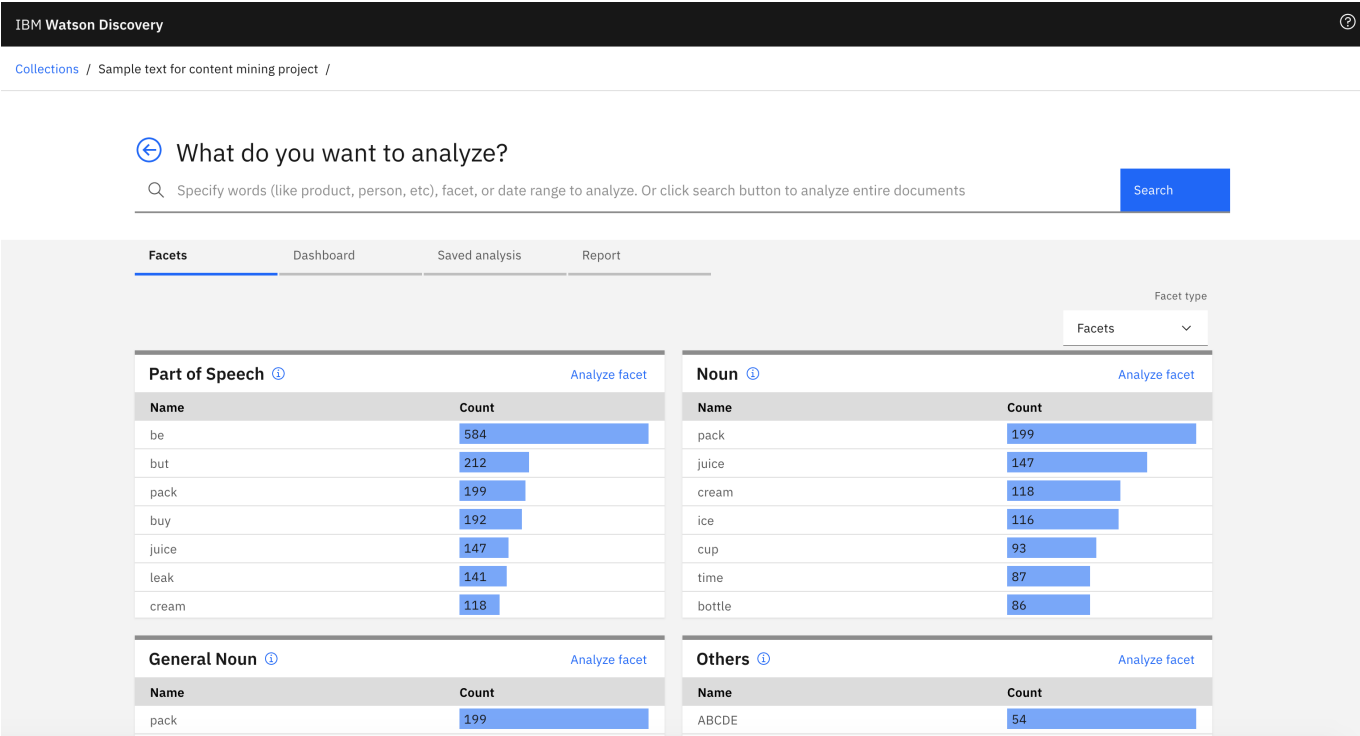 IBM Watson Discovery
Collections / Sample text for content mining project /
What do you want to analyze?
Specify words (like product, person, etc), facet, or date range to analyze. Or click search button to analyze entire documents
Search
Facets Dashboard Saved analysis Report
Facet type
Facets
Part of Speech Analyze facet
Name Count
be 584
but 212
pack 199
buy 192
juice 147
leak 141
cream 118
Noun Analyze facet
Name Count
pack 199
juice 147
cream 118
ice 116
cup 93
time 87
bottle 86
General Noun Analyze facet
Name Count
pack 199
Others Analyze facet
Name Count
ABCDE 54